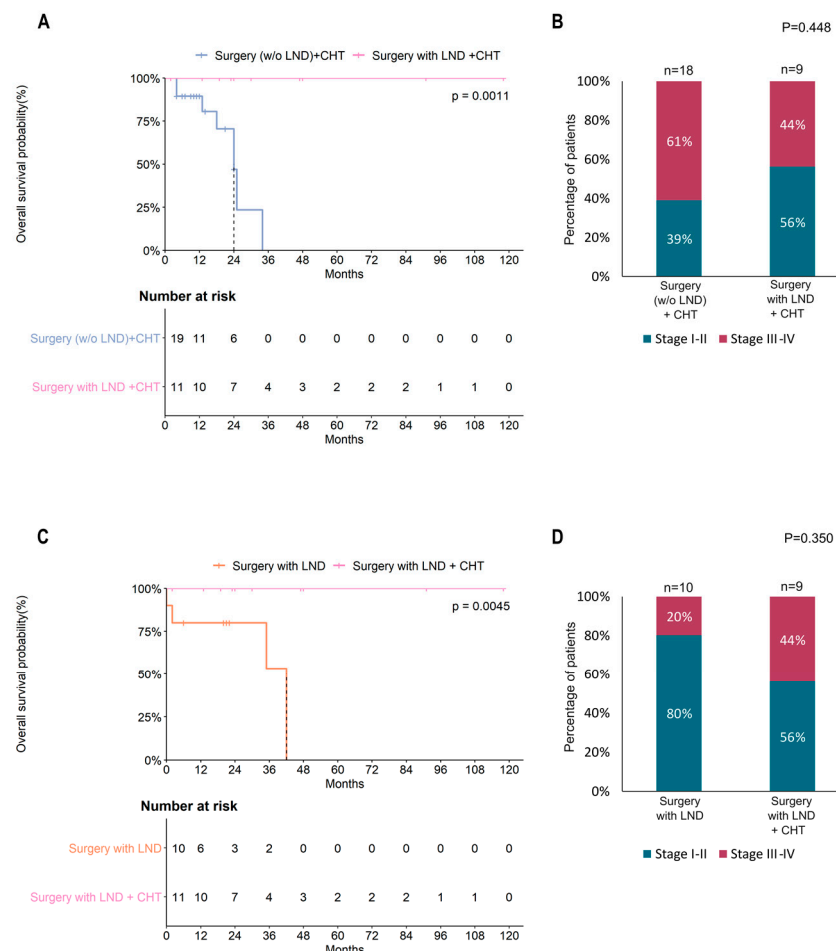 A
Surgery (w/o LND)+CHT Surgery with LND +CHT
Overall survival probability(%)
100%
75%
50%
25%
0%
p = 0.0011
0 12 24 36 48 60 72 84 96 108 120
Months
Number at risk
Surgery (w/o LND)+CHT 19 11 6 0 0 0 0 0 0 0 0
Surgery with LND +CHT 11 10 7 4 3 2 2 2 1 1 0
0 12 24 36 48 60 72 84 96 108 120
Months
B
P=0.448
n=18 n=9
Percentage of patients
100%
80%
60%
40%
20%
0%
61% 44%
39% 56%
Surgery
(w/o LND)
+ CHT
Surgery
with LND
+ CHT
Stage I-II Stage III-IV
C
Surgery with LND Surgery with LND + CHT
Overall survival probability(%)
100%
75%
50%
25%
0%
p = 0.0045
0 12 24 36 48 60 72 84 96 108 120
Months
Number at risk
Surgery with LND 10 6 3 2 0 0 0 0 0 0 0
Surgery with LND + CHT 11 10 7 4 3 2 2 2 1 1 0
0 12 24 36 48 60 72 84 96 108 120
Months
D
P=0.350
n=10 n=9
Percentage of patients
100%
80%
60%
40%
20%
0%
20% 44%
80% 56%
Surgery
with LND
Surgery
with LND
+ CHT
Stage I-II Stage III-IV